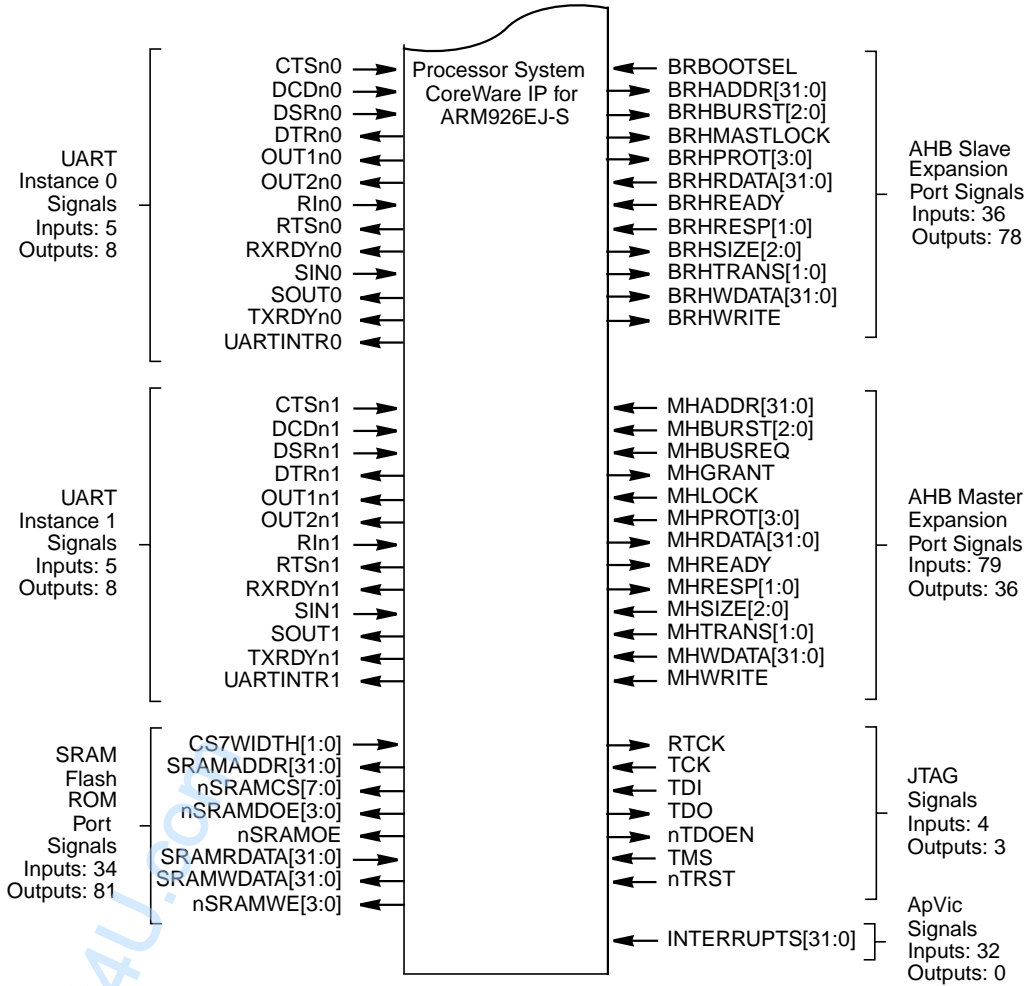 Processor System
CoreWare IP for
ARM926EJ-S
UART
Instance 0
Signals
Inputs: 5
Outputs: 8
CTSn0
DCDn0
DSRn0
DTRn0
OUT1n0
OUT2n0
RIn0
RTSn0
RXRDYn0
SIN0
SOUT0
TXRDYn0
UARTINTR0
UART
Instance 1
Signals
Inputs: 5
Outputs: 8
CTSn1
DCDn1
DSRn1
DTRn1
OUT1n1
OUT2n1
RIn1
RTSn1
RXRDYn1
SIN1
SOUT1
TXRDYn1
UARTINTR1
SRAM
Flash
ROM
Port
Signals
Inputs: 34
Outputs: 81
CS7WIDTH[1:0]
SRAMADDR[31:0]
nSRAMCS[7:0]
nSRAMDOE[3:0]
nSRAMOE
SRAMRDATA[31:0]
SRAMWDATA[31:0]
nSRAMWE[3:0]
BRBOOTSEL
BRHADDR[31:0]
BRHBURST[2:0]
BRHMASTLOCK
BRHPROT[3:0]
BRHRDATA[31:0]
BRHREADY
BRHRESP[1:0]
BRHSIZE[2:0]
BRHTRANS[1:0]
BRHWDATA[31:0]
BRHWRITE
AHB Slave
Expansion
Port Signals
Inputs: 36
Outputs: 78
MHADDR[31:0]
MHBURST[2:0]
MHBUSREQ
MHGRANT
MHLOCK
MHPROT[3:0]
MHRDATA[31:0]
MHREADY
MHRESP[1:0]
MHSIZE[2:0]
MHTRANS[1:0]
MHWDATA[31:0]
MHWRITE
AHB Master
Expansion
Port Signals
Inputs: 79
Outputs: 36
RTCK
TCK
TDI
TDO
nTDOEN
TMS
nTRST
JTAG
Signals
Inputs: 4
Outputs: 3
INTERRUPTS[31:0]
ApVic
Signals
Inputs: 32
Outputs: 0
4U.com